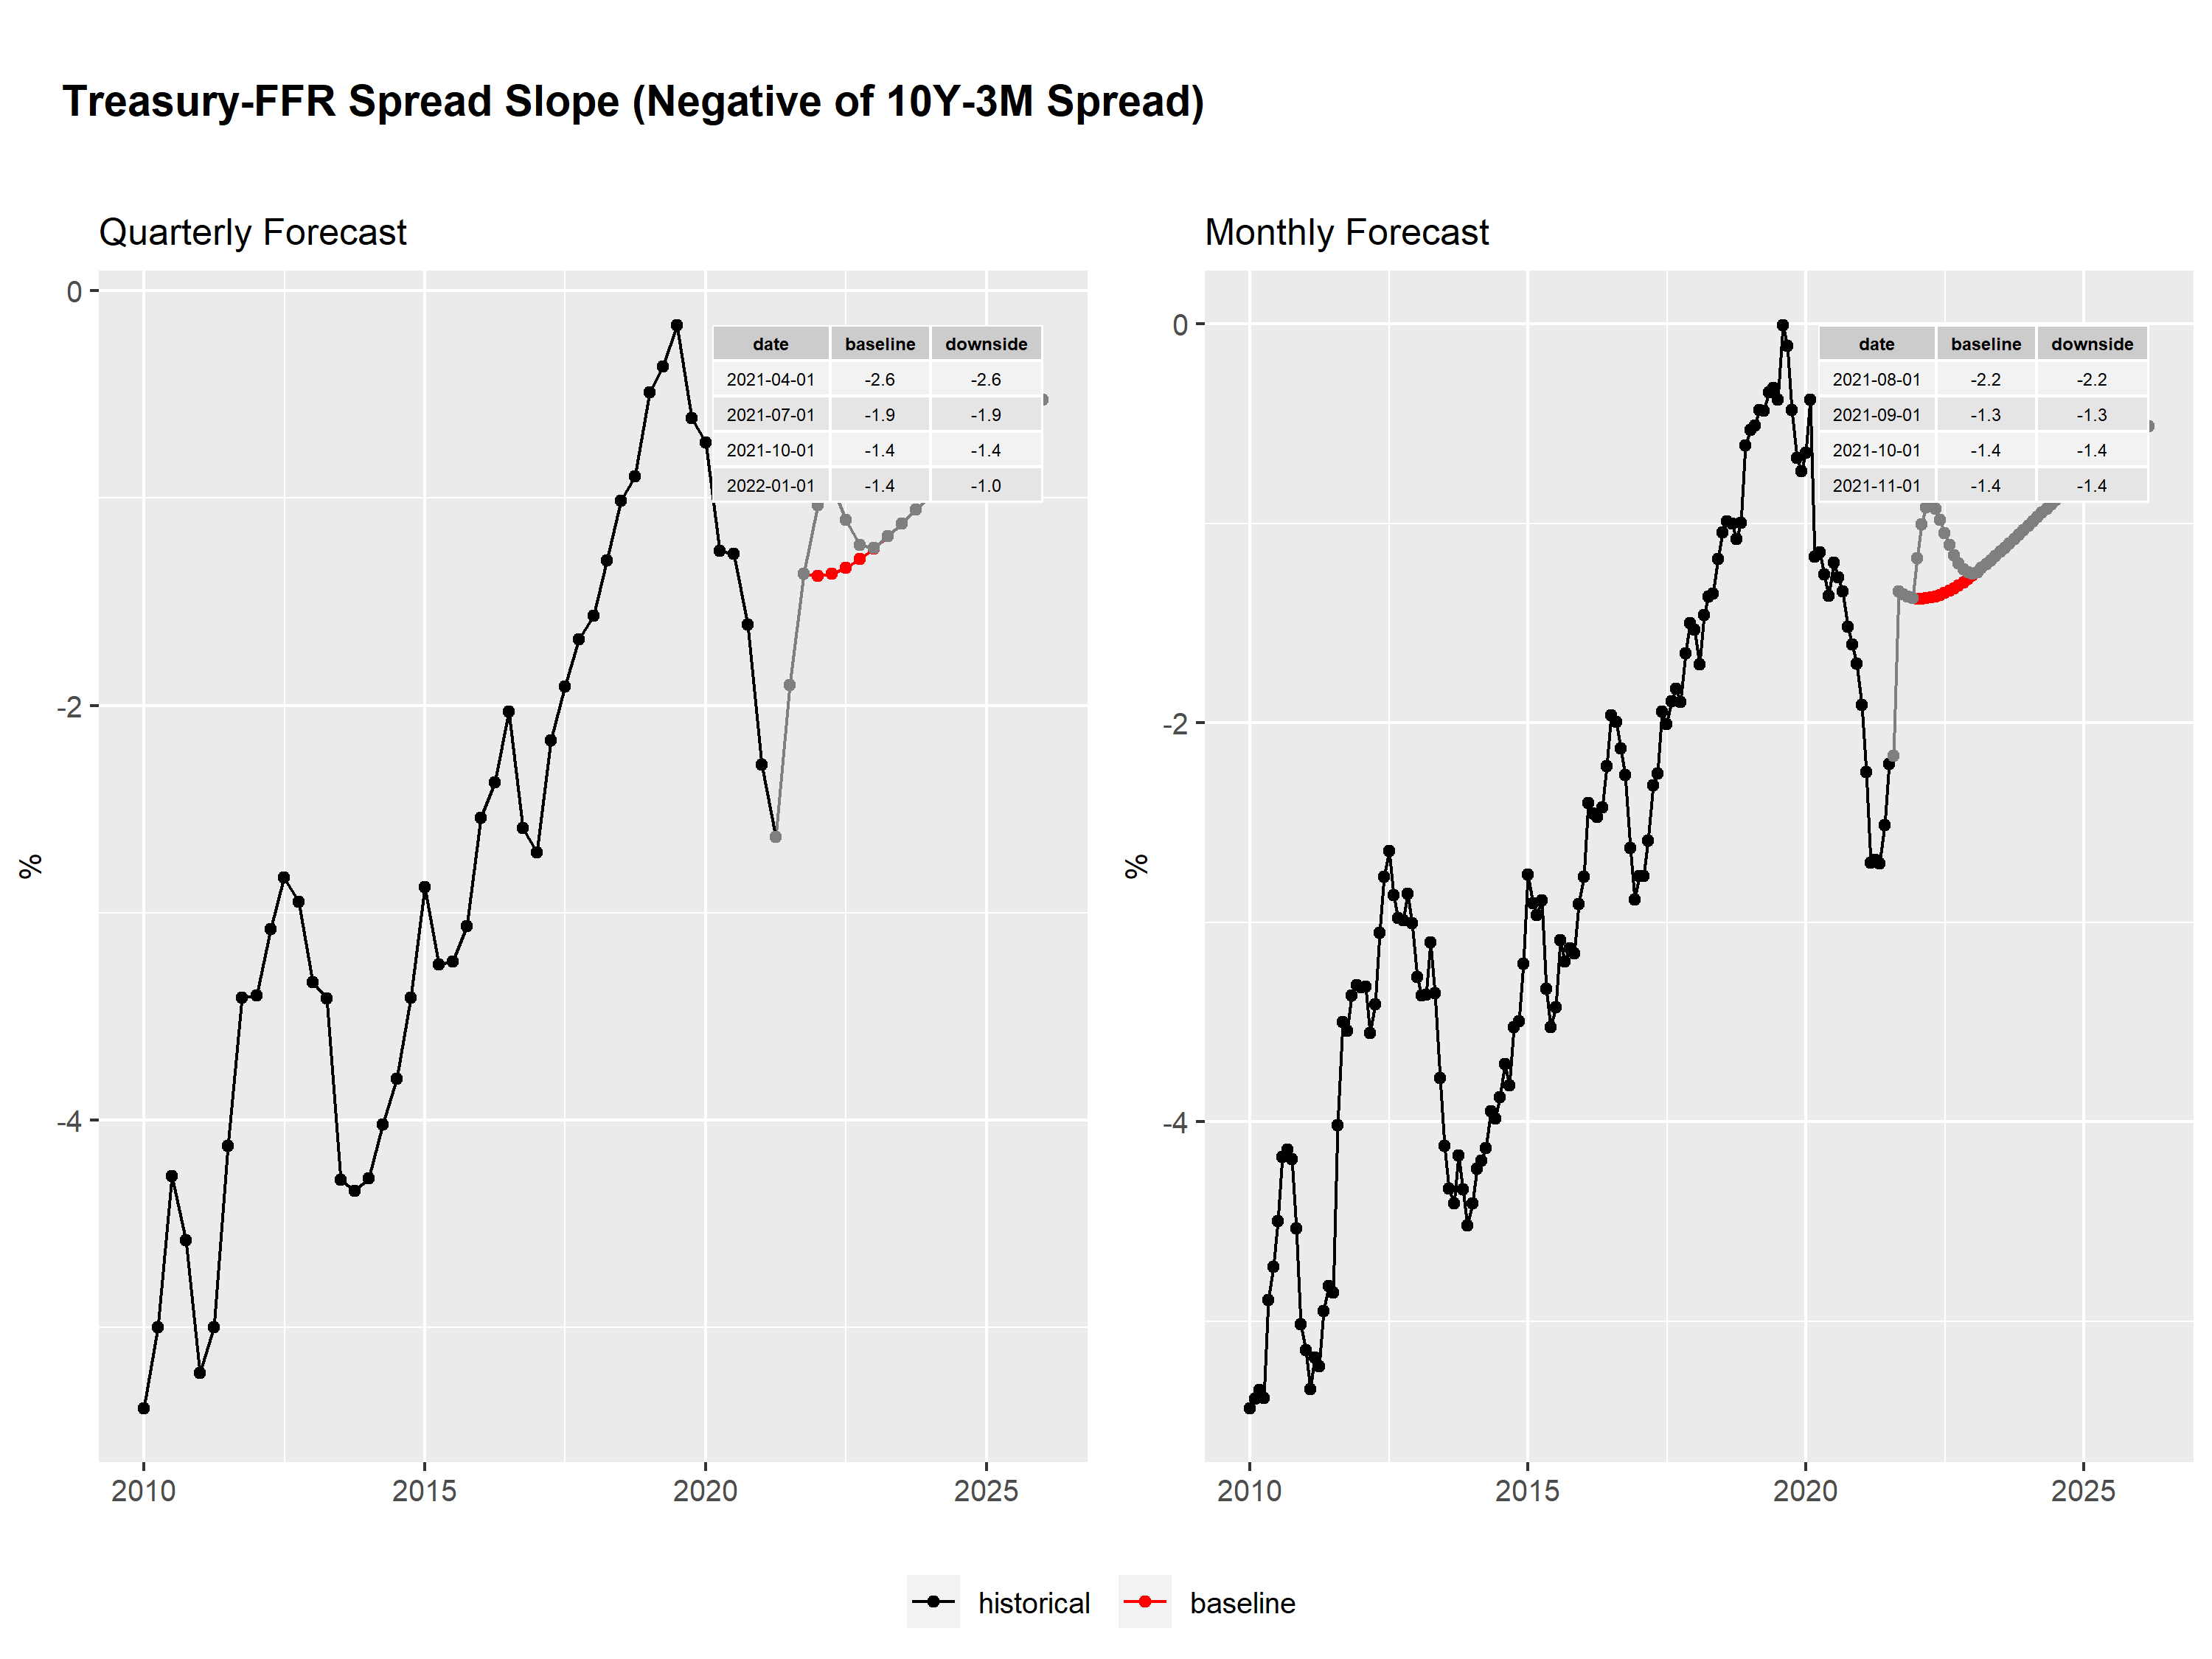 Treasury-FFR Spread Slope (Negative of 10Y-3M Spread)
Quarterly Forecast
0
-2
-4
%
2010 2015 2020 2025
date baseline downside
2021-04-01 -2.6 -2.6
2021-07-01 -1.9 -1.9
2021-10-01 -1.4 -1.4
2022-01-01 -1.4 -1.0
Monthly Forecast
0
-2
-4
%
2010 2015 2020 2025
date baseline downside
2021-08-01 -2.2 -2.2
2021-09-01 -1.3 -1.3
2021-10-01 -1.4 -1.4
2021-11-01 -1.4 -1.4
historical baseline